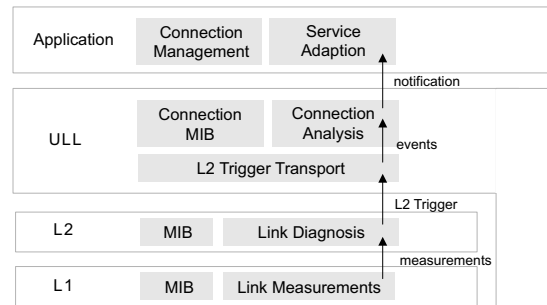 Application
Connection Management
Service Adaption
notification
ULL
Connection MIB
Connection Analysis
events
L2 Trigger Transport
L2 Trigger
L2
MIB
Link Diagnosis
measurements
L1
MIB
Link Measurements